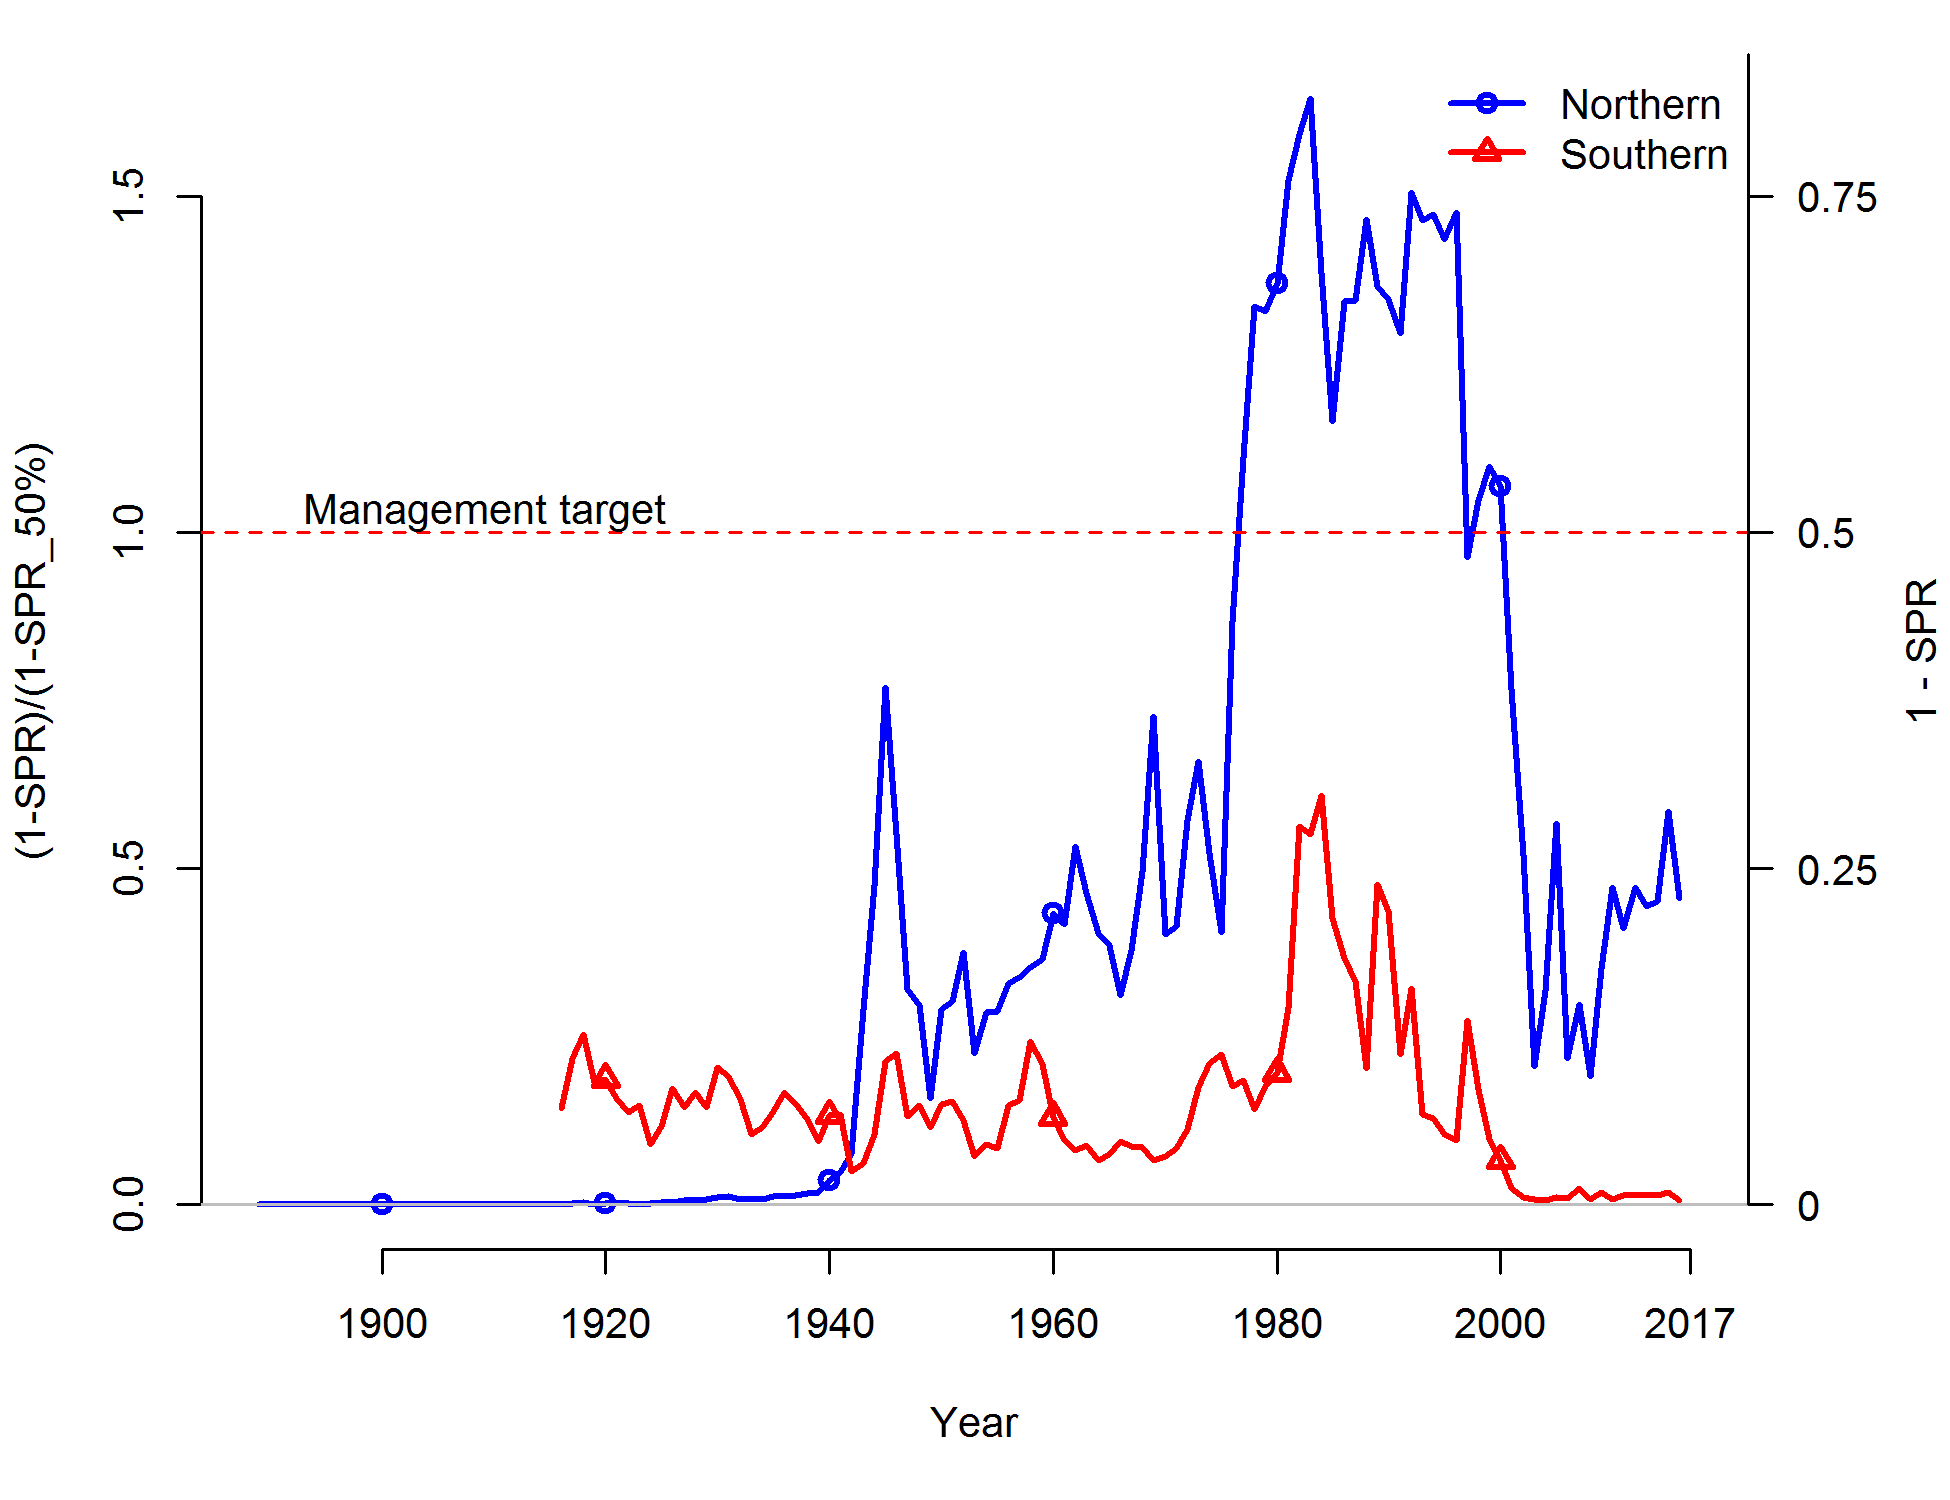 Northern
Southern
Management target
(1-SPR)/(1-SPR_50%)
0.0
0.5
1.0
1.5
1 - SPR
0
0.25
0.5
0.75
1900 1920 1940 1960 1980 2000 2017
Year